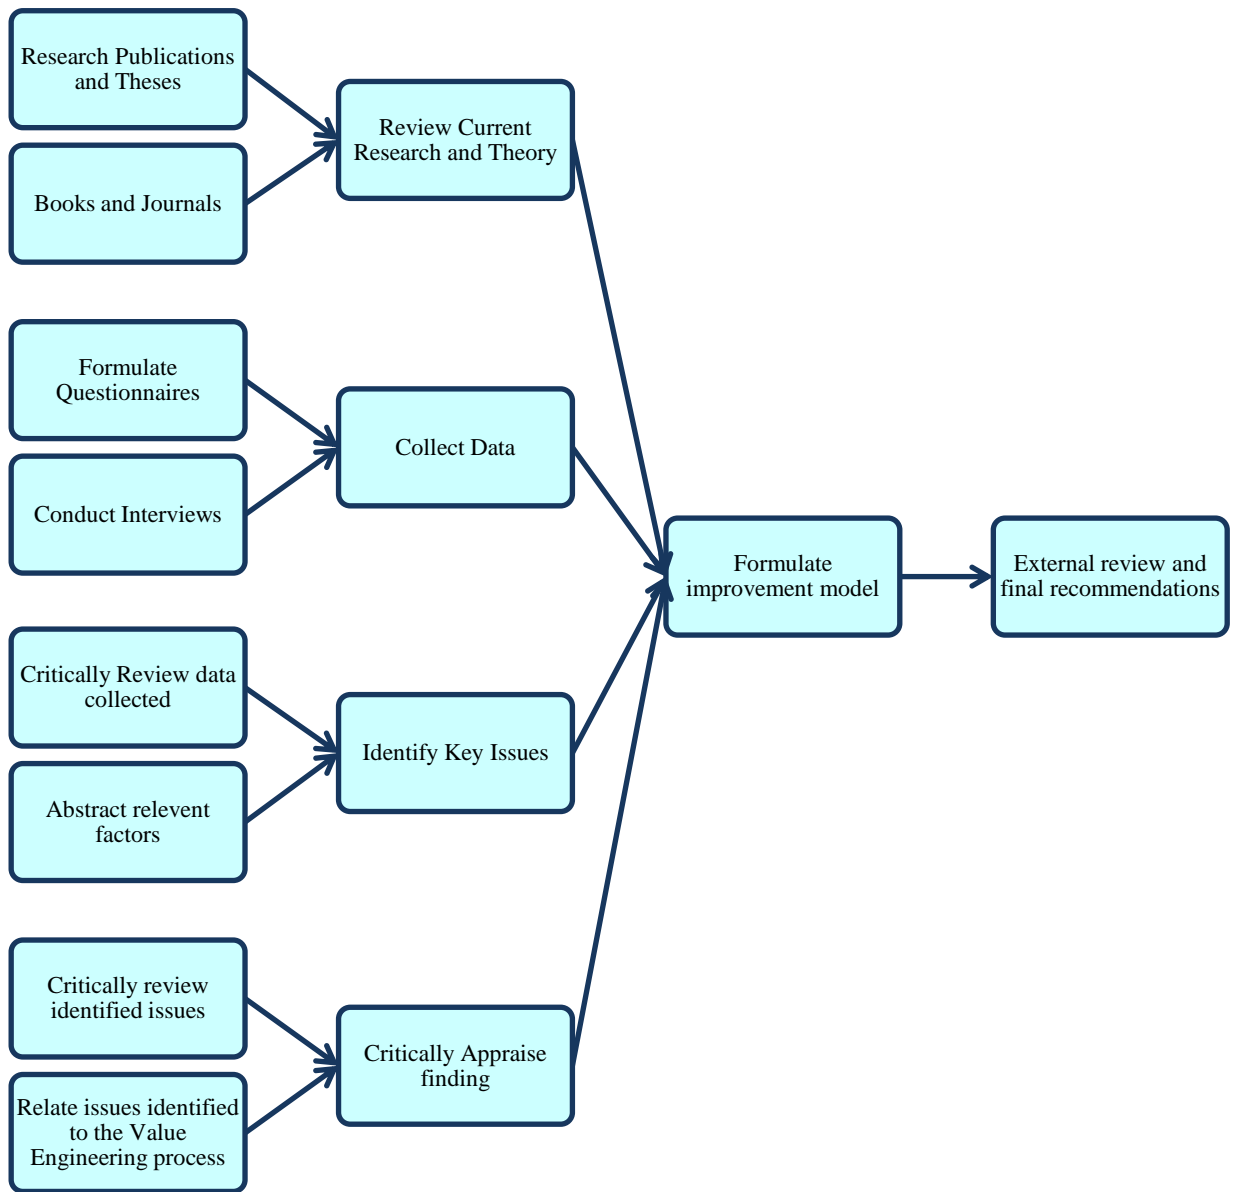 Research Publications
and Theses
Books and Journals
Review Current
Research and Theory
Formulate
Questionnaires
Conduct Interviews
Collect Data
Critically Review data
collected
Abstract relevent
factors
Identify Key Issues
Critically review
identified issues
Relate issues identified
to the Value
Engineering process
Critically Appraise
finding
Formulate
improvement model
External review and
final recommendations